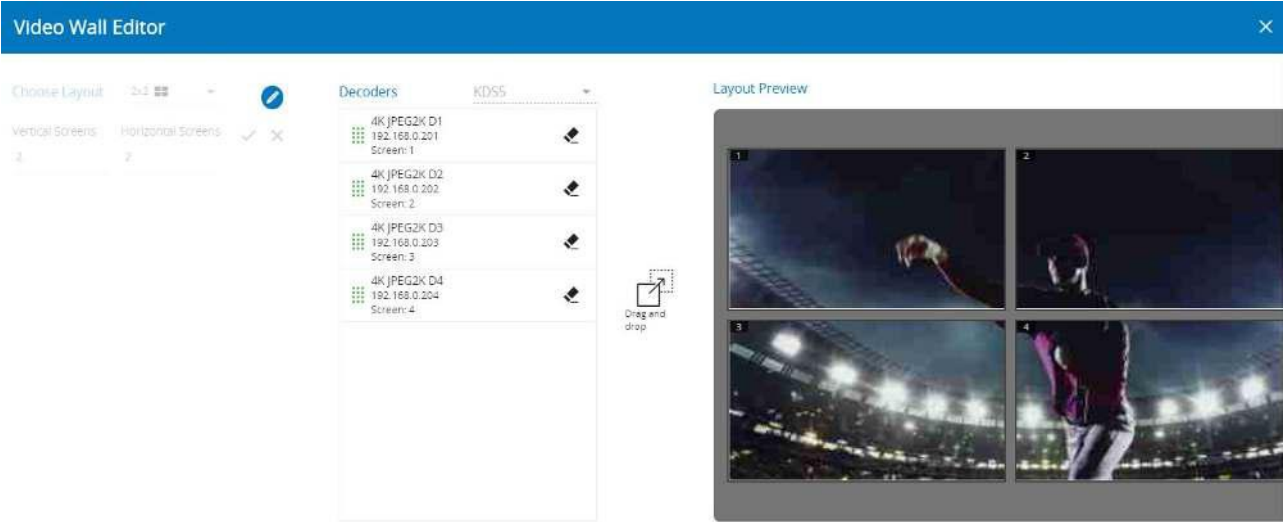 Video Wall Editor
Choose Layout 2x2
Vertical Screens Horizontal Screens
2 2
Decoders KDS5
4K JPEG2K D1
192.168.0.201
Screen: 1
4K JPEG2K D2
192.168.0.202
Screen: 2
4K JPEG2K D3
192.168.0.203
Screen: 3
4K JPEG2K D4
192.168.0.204
Screen: 4
Drag and
drop
Layout Preview
1
2
3
4